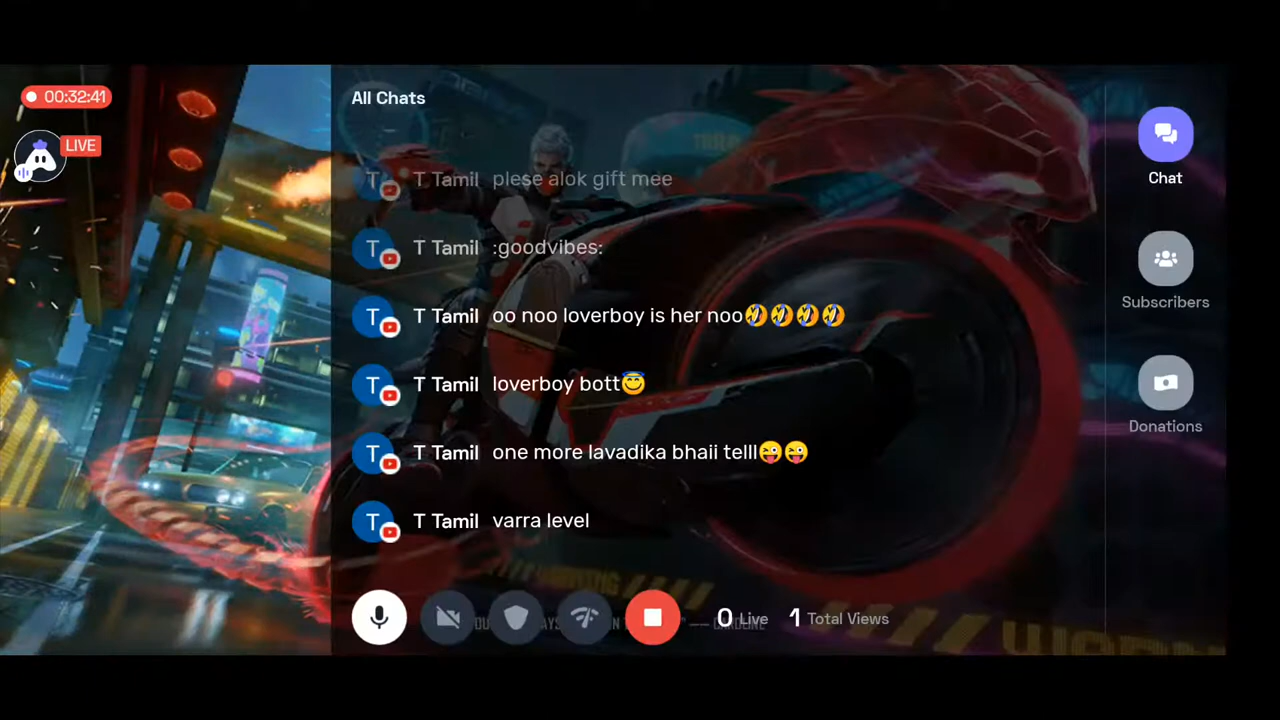 00:32:41
LIVE
All Chats
T Tamil plese alok gift mee
T Tamil :goodvibes:
T Tamil oo noo loverboy is her noo🤣🤣🤣🤣
T Tamil loverboy bott😇
T Tamil one more lavadika bhaii telll😜😜
T Tamil varra level
0 Live 1 Total Views
Chat
Subscribers
Donations